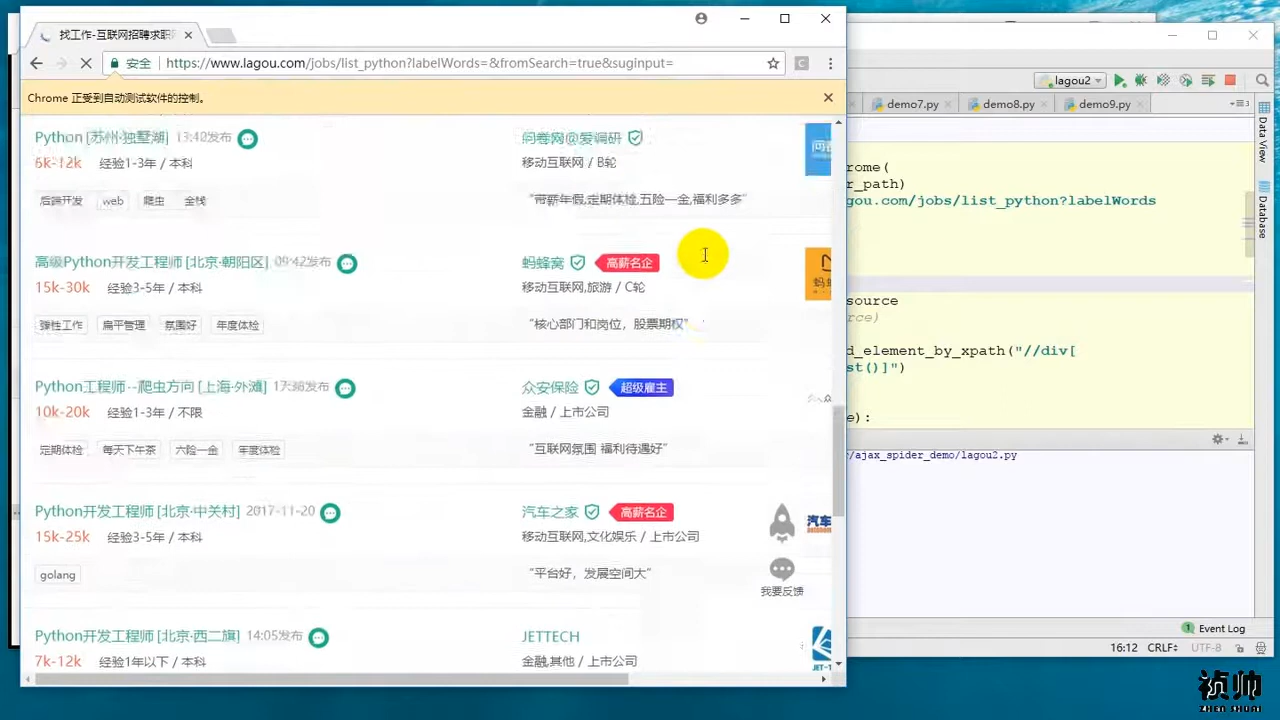 找工作-互联网招聘求职
安全
https://www.lagou.com/jobs/list_python?labelWords=&fromSearch=true&suginput=
Chrome 正受到自动测试软件的控制。
Python [苏州·独墅湖] 13:40发布
问卷网@爱调研
6k-12k 经验1-3年 / 本科
移动互联网 / B轮
后端开发 web 爬虫 全栈
“带薪年假,定期体检,五险一金,福利多多”
高级Python开发工程师 [北京·朝阳区] 09:42发布
蚂蜂窝 高薪名企
15k-30k 经验3-5年 / 本科
移动互联网,旅游 / C轮
弹性工作 扁平管理 氛围好 年度体检
“核心部门和岗位，股票期权”
Python工程师--爬虫方向 [上海·外滩] 17:30发布
众安保险 超级雇主
10k-20k 经验1-3年 / 不限
金融 / 上市公司
定期体检 每天下午茶 六险一金 年度体检
“互联网氛围 福利待遇好”
Python开发工程师 [北京·中关村] 2017-11-20
汽车之家 高薪名企
15k-25k 经验3-5年 / 本科
移动互联网,文化娱乐 / 上市公司
golang
“平台好，发展空间大”
我要反馈
Python开发工程师 [北京·西二旗] 14:05发布
JETTECH
7k-12k 经验1年以下 / 本科
金融,其他 / 上市公司
汽车
JET-T
lagou2
demo7.py demo8.py demo9.py
rome(
r_path)
gou.com/jobs/list_python?labelWords
source
rce)
d_element_by_xpath("//div[
st()]")
e):
/ajax_spider_demo/lagou2.py
Data View
Database
1 Event Log
16:12 CRLF UTF-8
祯帅
ZHEN SHUAI